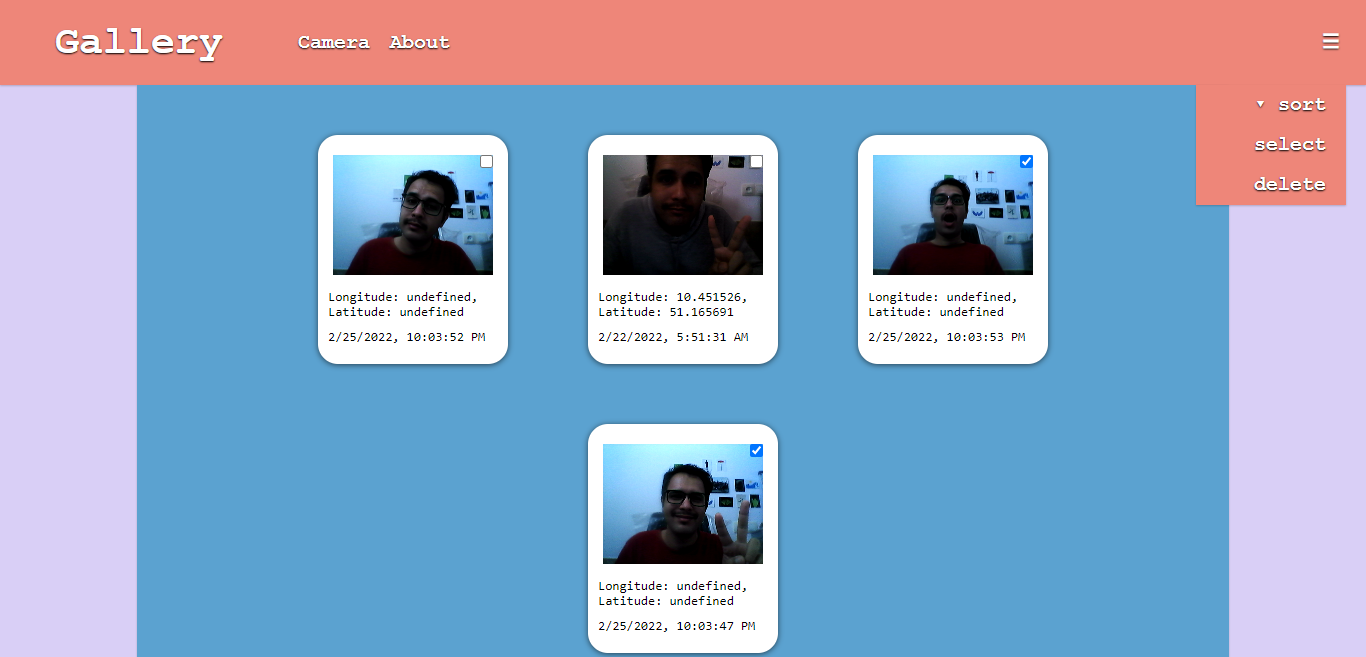 Gallery
Camera About
☰
▾ sort
select
delete
Longitude: undefined,
Latitude: undefined
2/25/2022, 10:03:52 PM
Longitude: 10.451526,
Latitude: 51.165691
2/22/2022, 5:51:31 AM
Longitude: undefined,
Latitude: undefined
2/25/2022, 10:03:53 PM
Longitude: undefined,
Latitude: undefined
2/25/2022, 10:03:47 PM